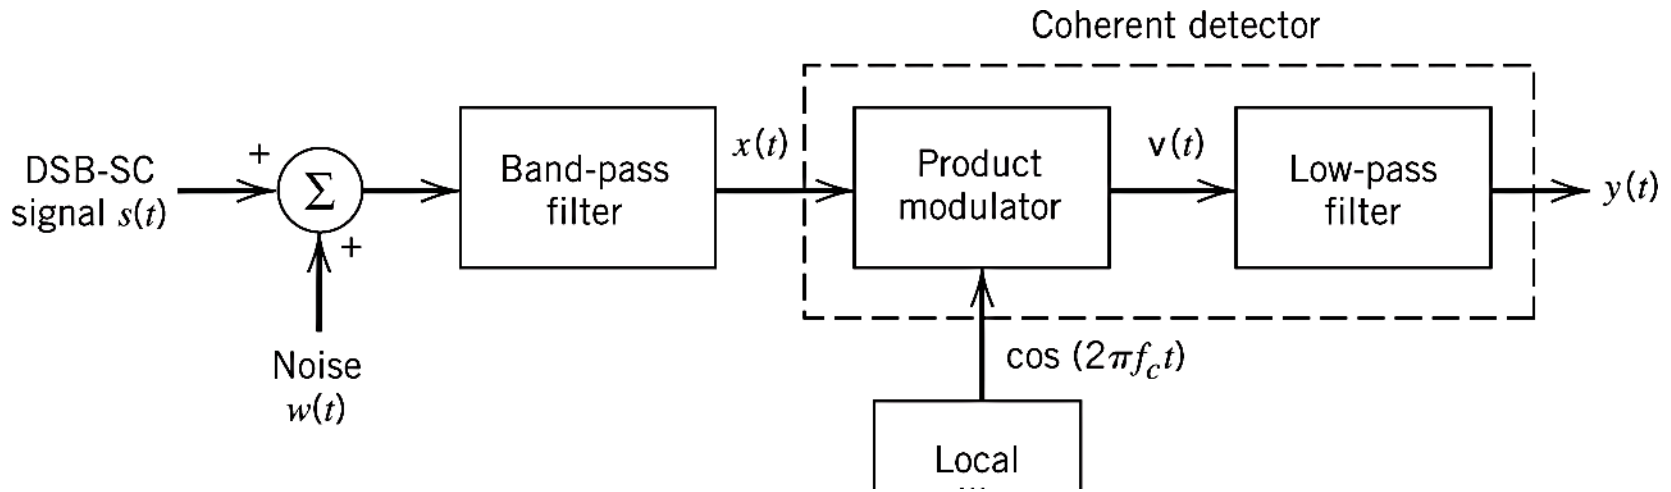 Coherent detector
DSB-SC
signal s(t)
+
Σ
+
Noise
w(t)
Band-pass
filter
x(t)
Product
modulator
v(t)
Low-pass
filter
y(t)
cos (2πf_c t)
Local